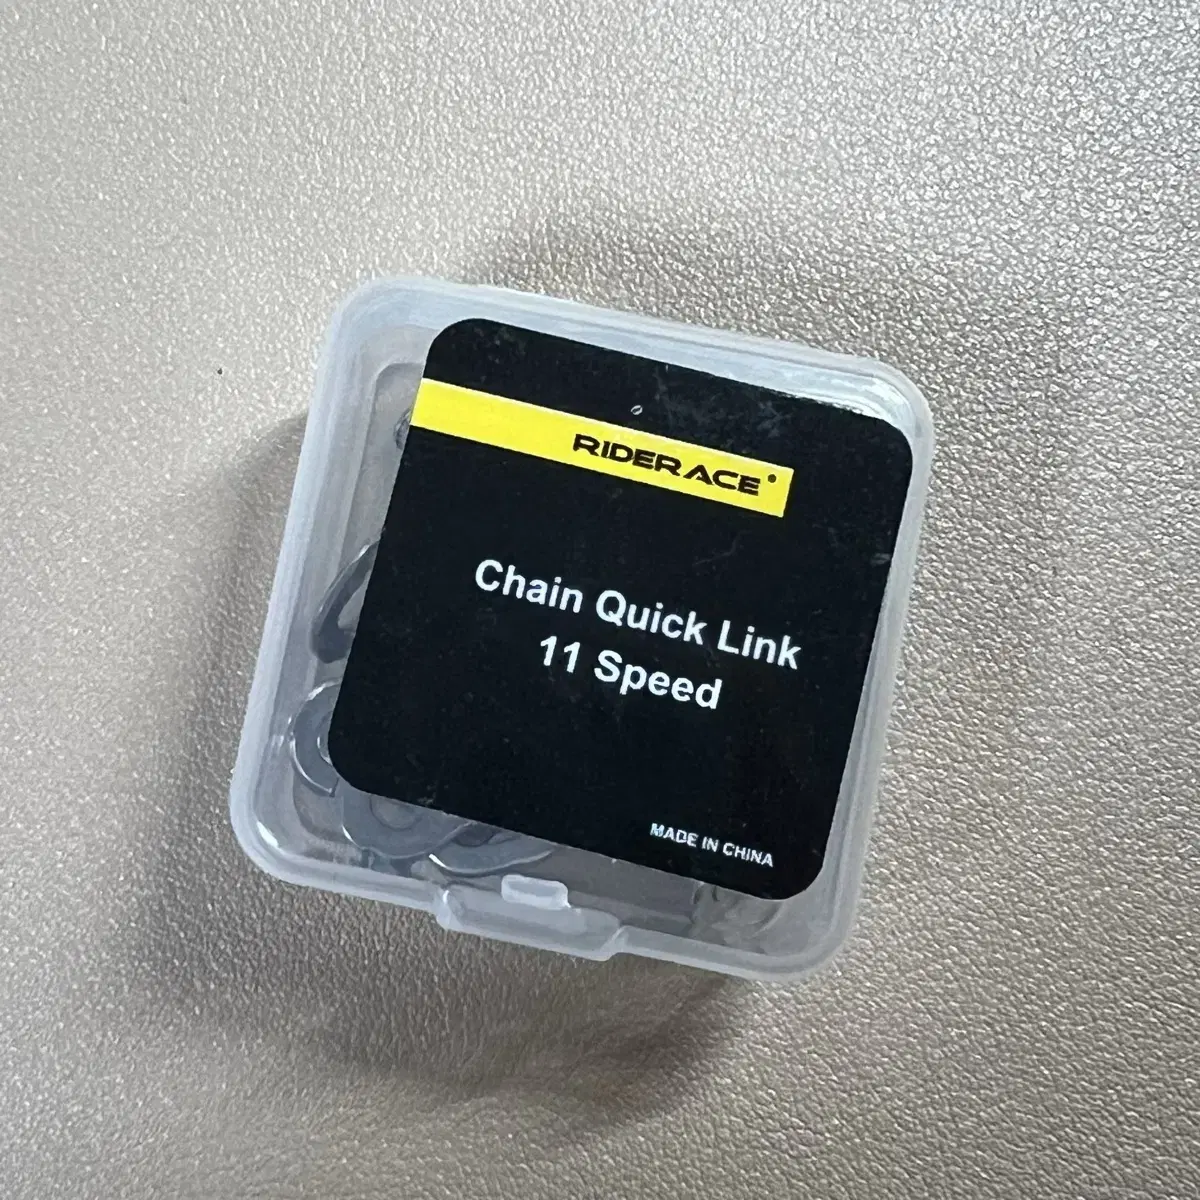 RIDERACE
Chain Quick Link
11 Speed
MADE IN CHINA